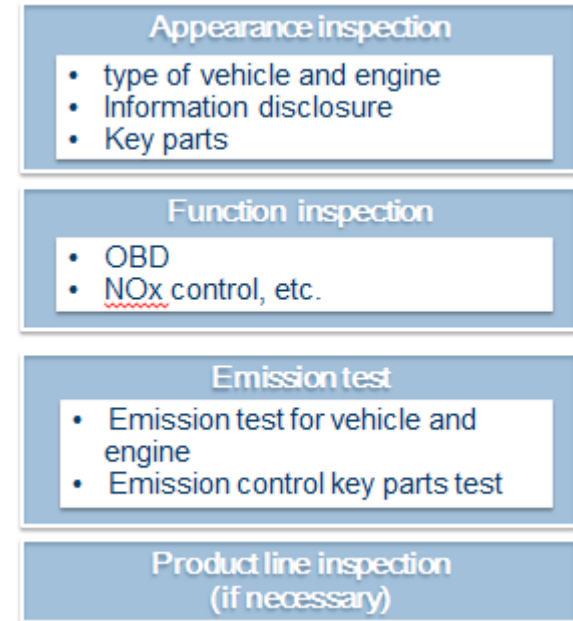 Appearance inspection
• type of vehicle and engine
• Information disclosure
• Key parts
Function inspection
• OBD
• NOx control, etc.
Emission test
• Emission test for vehicle and
engine
• Emission control key parts test
Product line inspection
(if necessary)